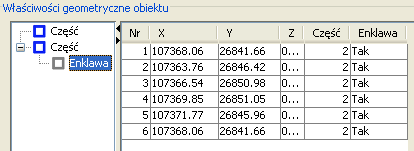 Właściwości geometryczne obiektu
Część
Część
Enklawa
Nr X Y Z Część Enklawa
1 107368.06 26841.66 0... 2 Tak
2 107363.76 26846.42 0... 2 Tak
3 107366.54 26850.98 0... 2 Tak
4 107369.85 26851.05 0... 2 Tak
5 107371.77 26845.96 0... 2 Tak
6 107368.06 26841.66 0... 2 Tak